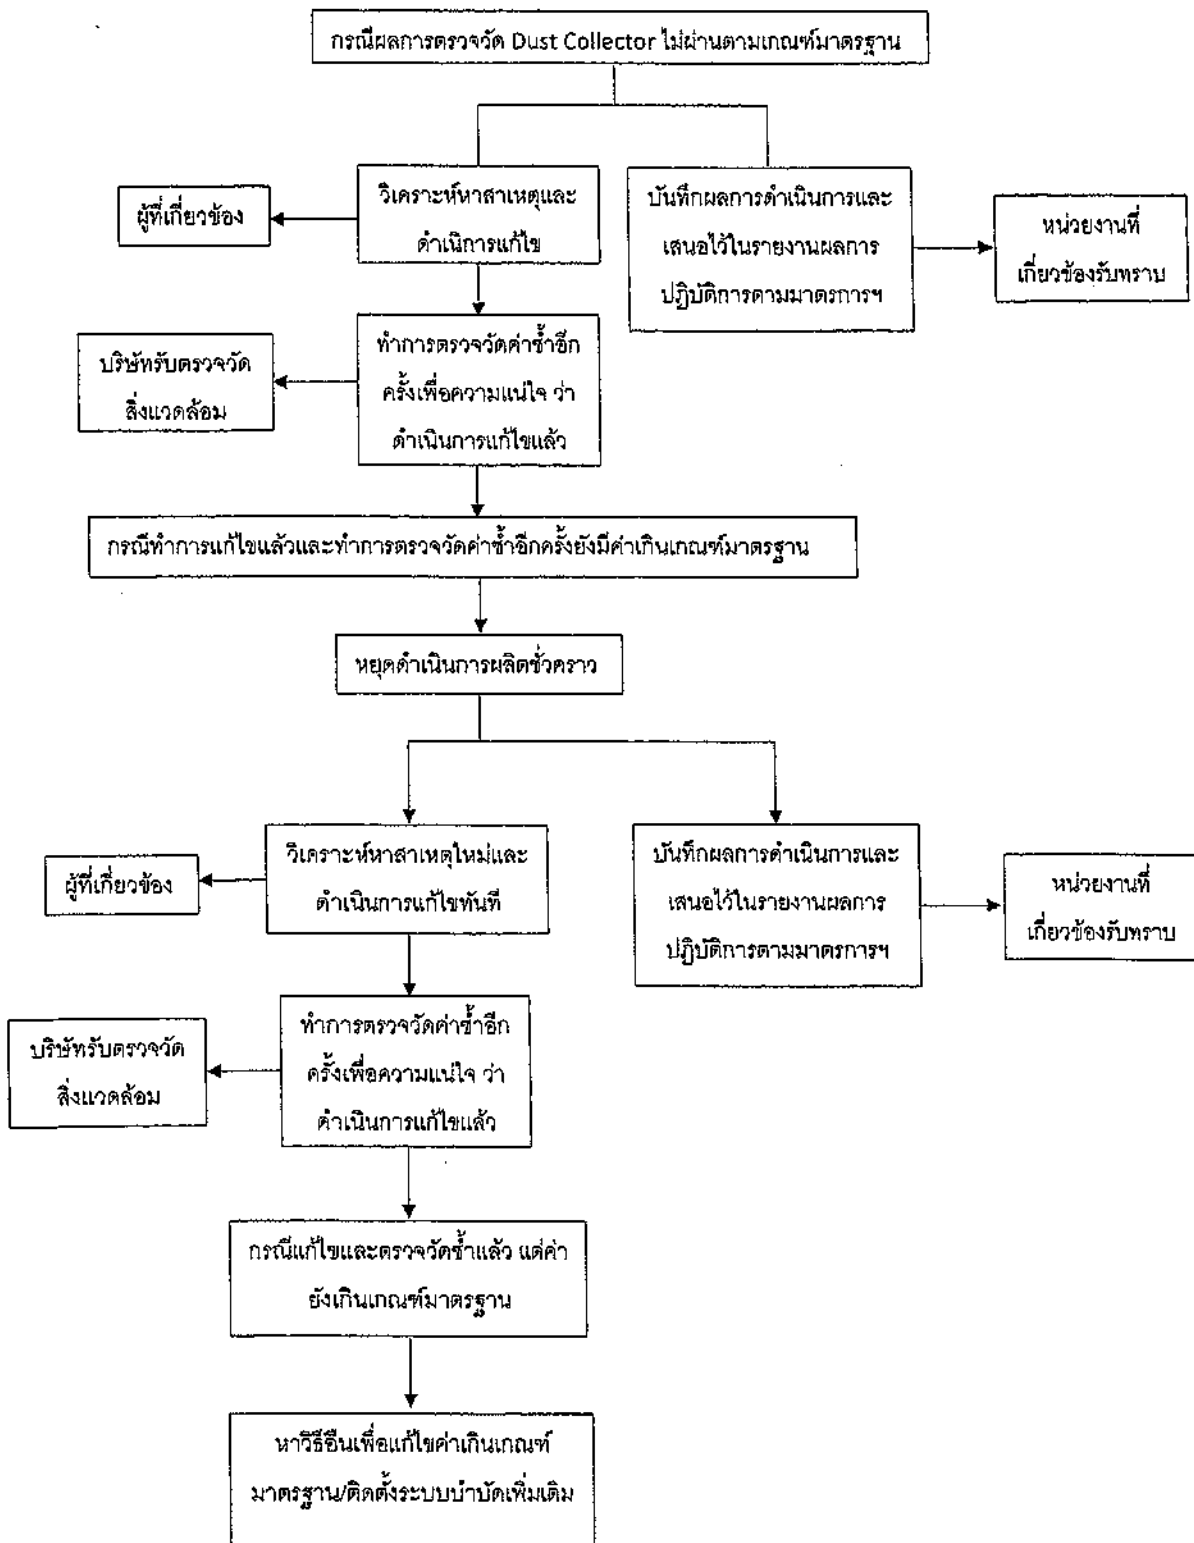 กรณีผลการตรวจวัด Dust Collector ไม่ผ่านตามเกณฑ์มาตรฐาน
วิเคราะห์หาสาเหตุและ
ดำเนิการแก้ไข
ผู้ที่เกี่ยวข้อง
บันทึกผลการดำเนินการและ
เสนอไว้ในรายงานผลการ
ปฏิบัติการตามมาตรการฯ
หน่วยงานที่
เกี่ยวข้องรับทราบ
ทำการตรวจวัดค่าซ้ำอีก
ครั้งเพื่อความแน่ใจ ว่า
ดำเนินการแก้ไขแล้ว
บริษัทรับตรวจวัด
สิ่งแวดล้อม
กรณีทำการแก้ไขแล้วและทำการตรวจวัดค่าซ้ำอีกครั้งยังมีค่าเกินเกณฑ์มาตรฐาน
หยุดดำเนินการผลิตชั่วคราว
วิเคราะห์หาสาเหตุใหม่และ
ดำเนินการแก้ไขทันที
ผู้ที่เกี่ยวข้อง
บันทึกผลการดำเนินการและ
เสนอไว้ในรายงานผลการ
ปฏิบัติการตามมาตรการฯ
หน่วยงานที่
เกี่ยวข้องรับทราบ
ทำการตรวจวัดค่าซ้ำอีก
ครั้งเพื่อความแน่ใจ ว่า
ดำเนินการแก้ไขแล้ว
บริษัทรับตรวจวัด
สิ่งแวดล้อม
กรณีแก้ไขและตรวจวัดซ้ำแล้ว แต่ค่า
ยังเกินเกณฑ์มาตรฐาน
หาวิธีอื่นเพื่อแก้ไขค่าเกินเกณฑ์
มาตรฐาน/ติดตั้งระบบบำบัดเพิ่มเติม